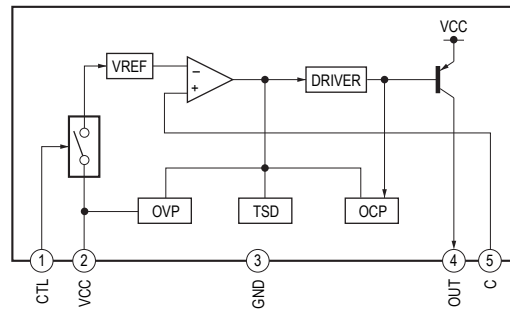 VCC
VREF
−
+
DRIVER
OVP
TSD
OCP
1
2
3
4
5
CTL
VCC
GND
OUT
C